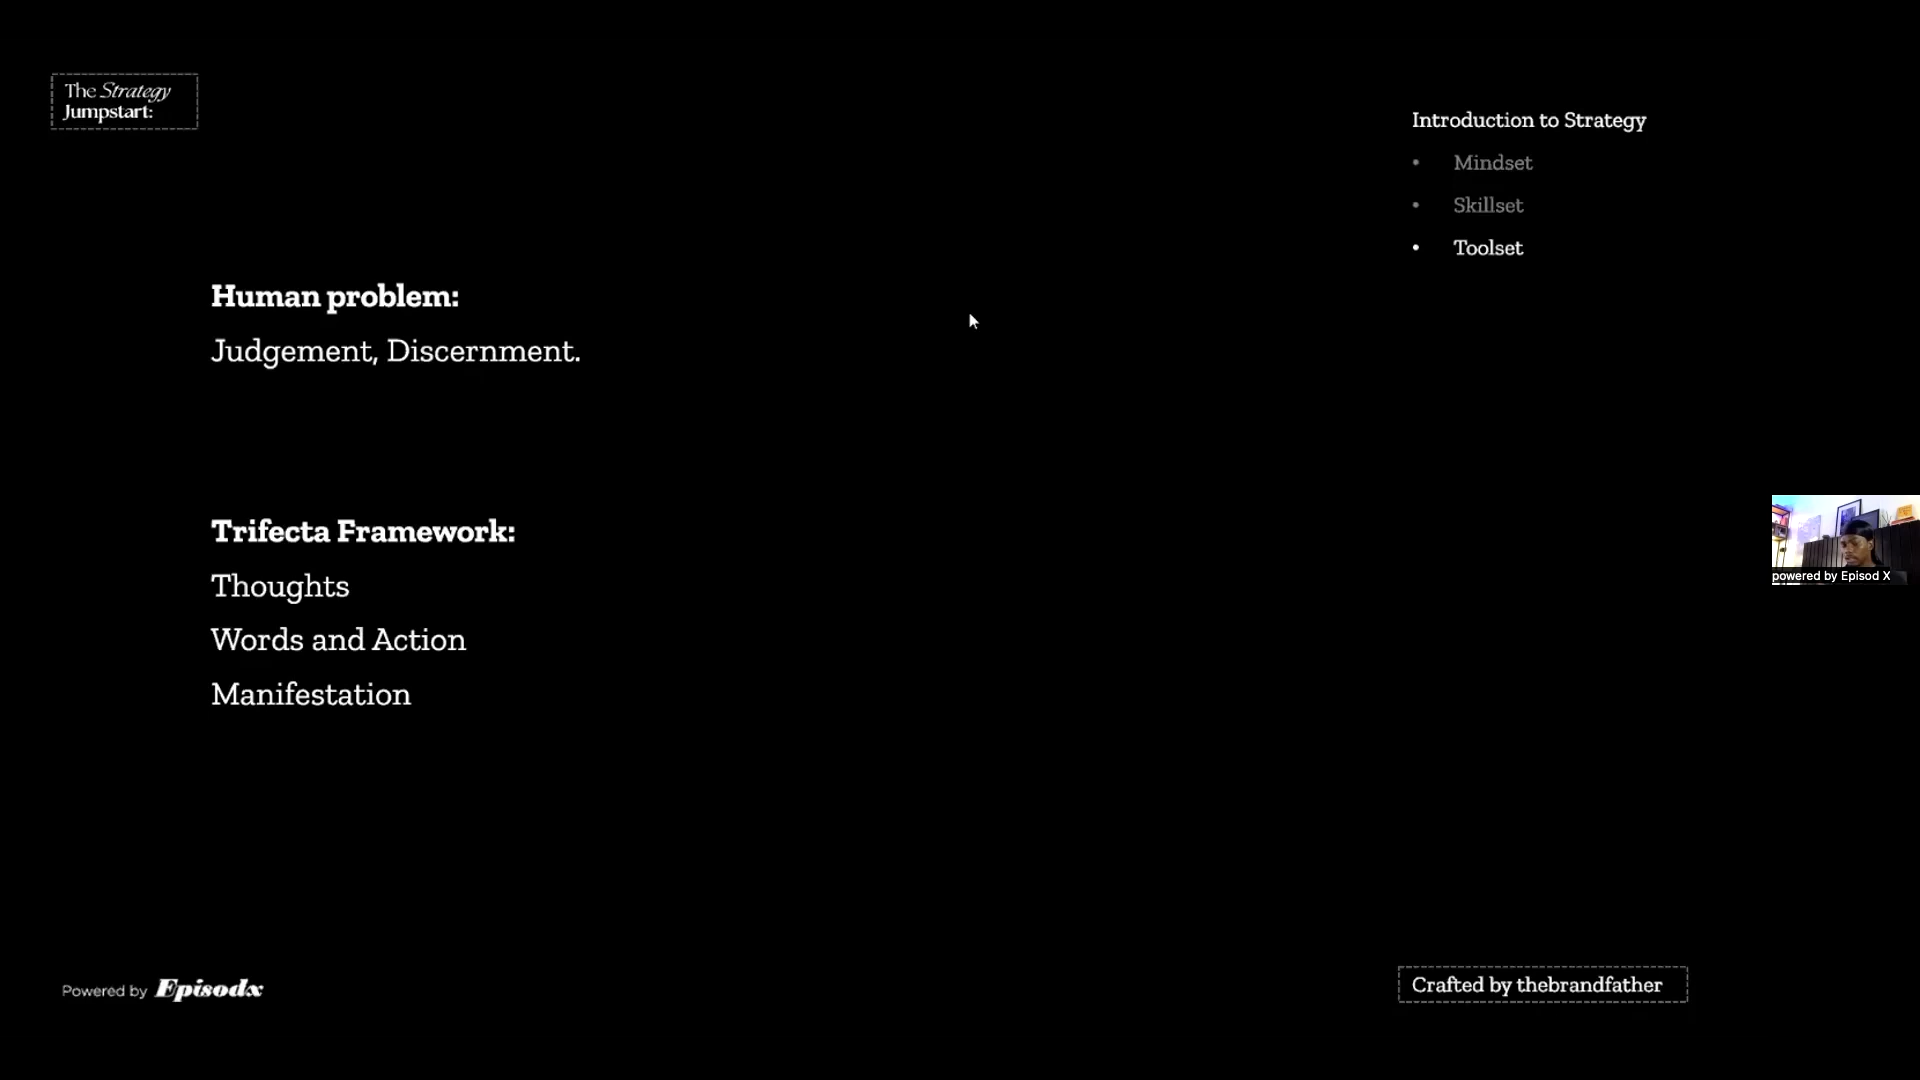 The Strategy
Jumpstart:
Introduction to Strategy
• Mindset
• Skillset
• Toolset
Human problem:
Judgement, Discernment.
Trifecta Framework:
Thoughts
Words and Action
Manifestation
powered by Episod X
Powered by Episodx
Crafted by thebrandfather